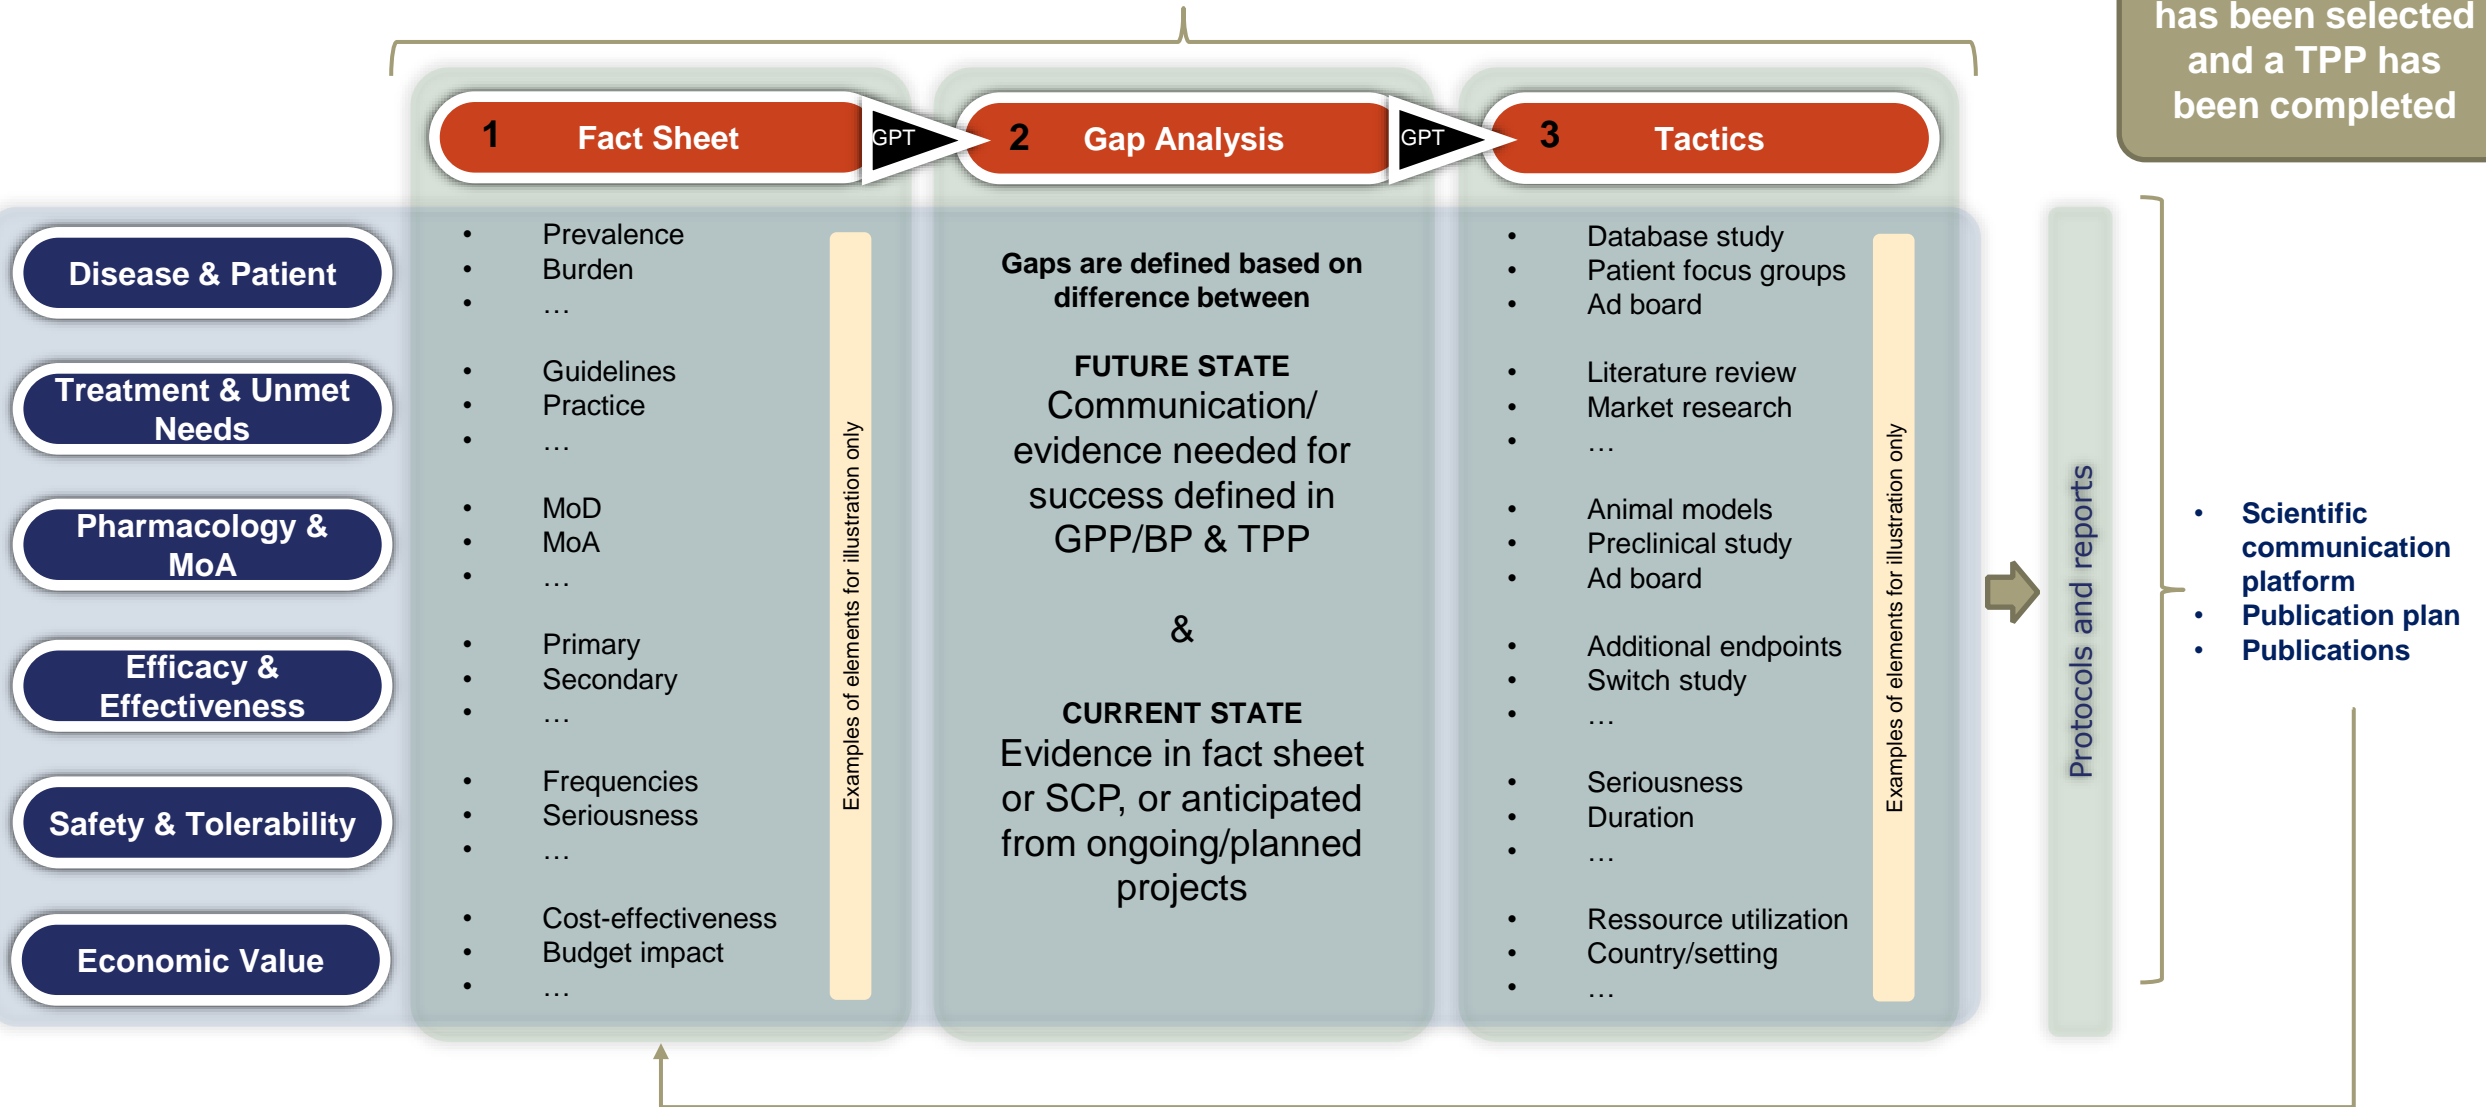 has been selected
and a TPP has
been completed
1 Fact Sheet
GPT
2 Gap Analysis
GPT
3 Tactics
Disease & Patient
• Prevalence
• Burden
• …
Treatment & Unmet
Needs
• Guidelines
• Practice
• …
Pharmacology &
MoA
• MoD
• MoA
• …
Efficacy &
Effectiveness
• Primary
• Secondary
• …
Safety & Tolerability
• Frequencies
• Seriousness
• …
Economic Value
• Cost-effectiveness
• Budget impact
• …
Examples of elements for illustration only
Gaps are defined based on
difference between
FUTURE STATE
Communication/
evidence needed for
success defined in
GPP/BP & TPP
&
CURRENT STATE
Evidence in fact sheet
or SCP, or anticipated
from ongoing/planned
projects
• Database study
• Patient focus groups
• Ad board
• Literature review
• Market research
• …
• Animal models
• Preclinical study
• Ad board
• Additional endpoints
• Switch study
• …
• Seriousness
• Duration
• …
• Ressource utilization
• Country/setting
• …
Examples of elements for illustration only
Protocols and reports
• Scientific
communication
platform
• Publication plan
• Publications